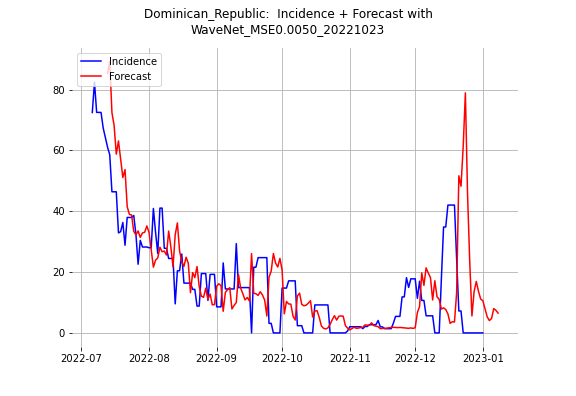 Dominican_Republic:  Incidence + Forecast with
WaveNet_MSE0.0050_20221023
Incidence
Forecast
80
60
40
20
0
2022-07 2022-08 2022-09 2022-10 2022-11 2022-12 2023-01